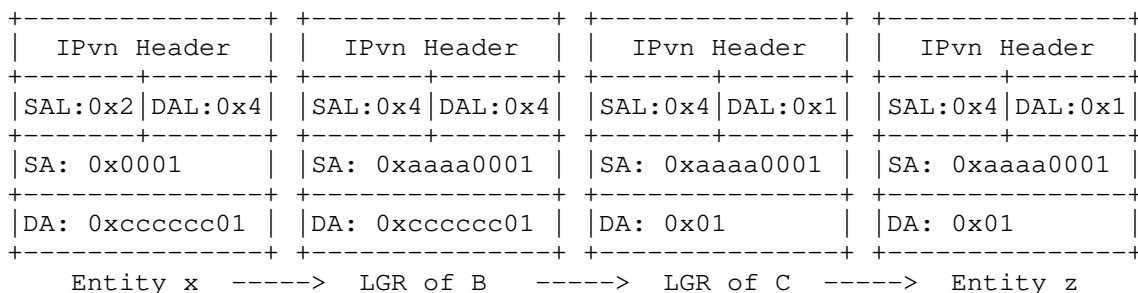 +---------------+ +---------------+ +---------------+ +---------------+
|  IPvn Header  | |  IPvn Header  | |  IPvn Header  | |  IPvn Header  |
+-------+-------+ +-------+-------+ +-------+-------+ +-------+-------+
|SAL:0x2|DAL:0x4| |SAL:0x4|DAL:0x4| |SAL:0x4|DAL:0x1| |SAL:0x4|DAL:0x1|
+-------+-------+ +-------+-------+ +-------+-------+ +-------+-------+
|SA: 0x0001     | |SA: 0xaaaa0001 | |SA: 0xaaaa0001 | |SA: 0xaaaa0001 |
+---------------+ +---------------+ +---------------+ +---------------+
|DA: 0xcccccc01 | |DA: 0xcccccc01 | |DA: 0x01       | |DA: 0x01       |
+---------------+ +---------------+ +---------------+ +---------------+
Entity x  ----->  LGR of B   ----->  LGR of C  ----->  Entity z